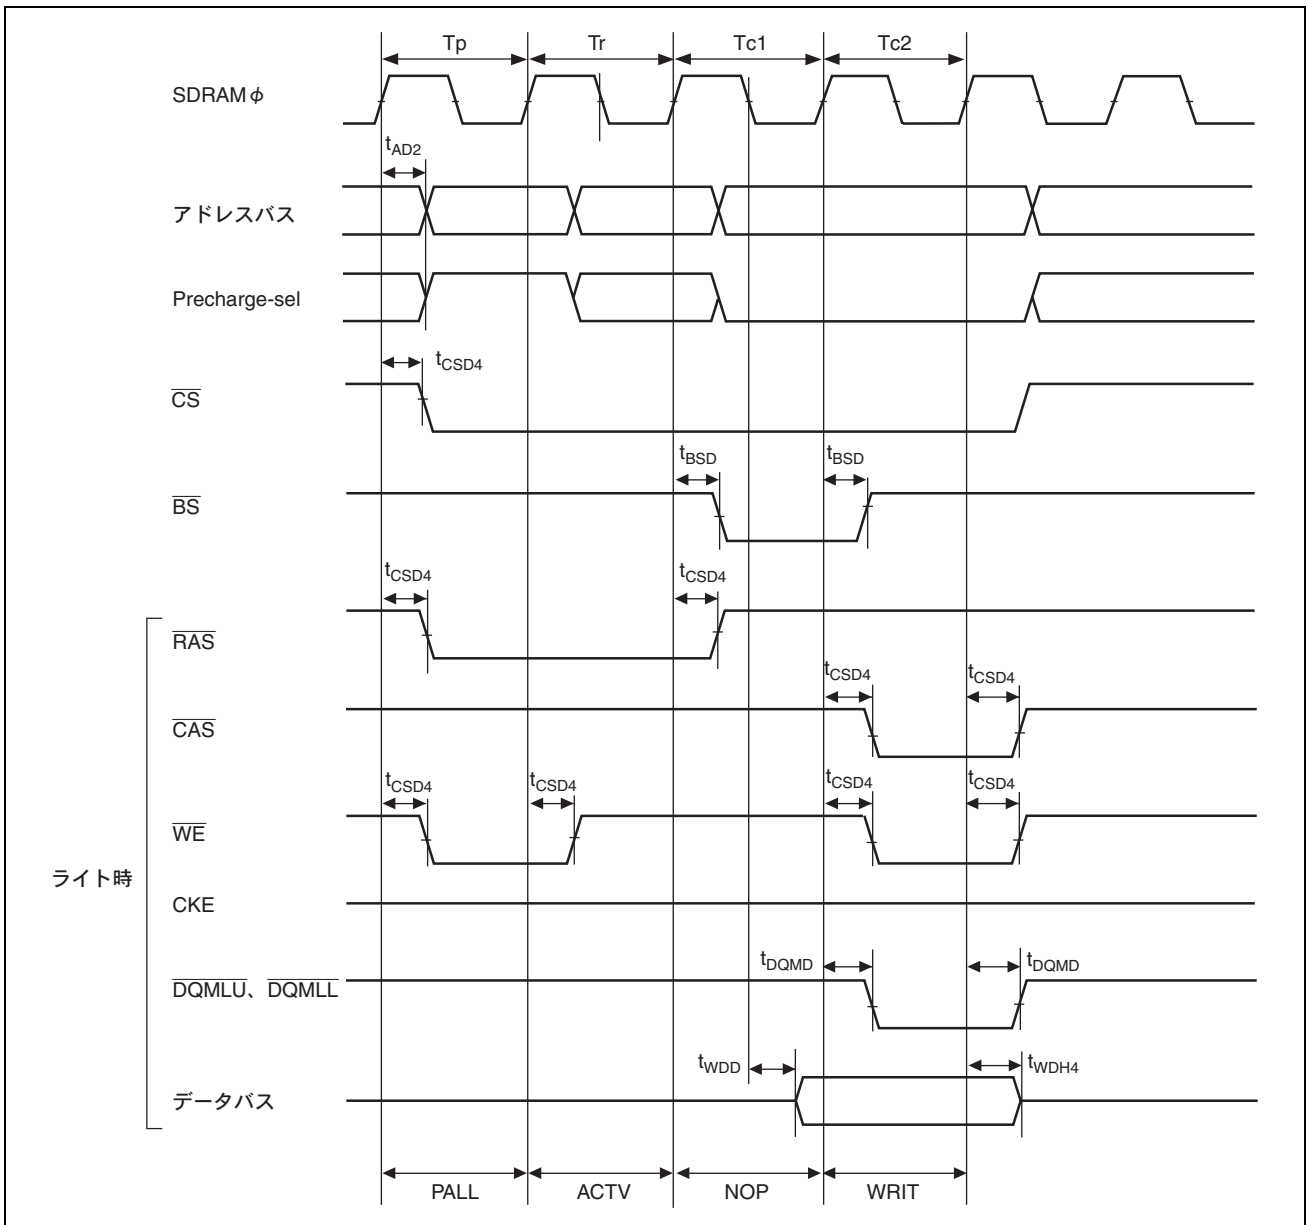 Tp Tr Tc1 Tc2
SDRAMφ
tAD2
アドレスバス
Precharge-sel
tCSD4
CS
tBSD tBSD
BS
tCSD4 tCSD4
RAS
tCSD4 tCSD4
CAS
tCSD4 tCSD4 tCSD4 tCSD4
WE
ライト時
CKE
tDQMD tDQMD
DQMLU、DQMLL
tWDD tWDH4
データバス
PALL ACTV NOP WRIT